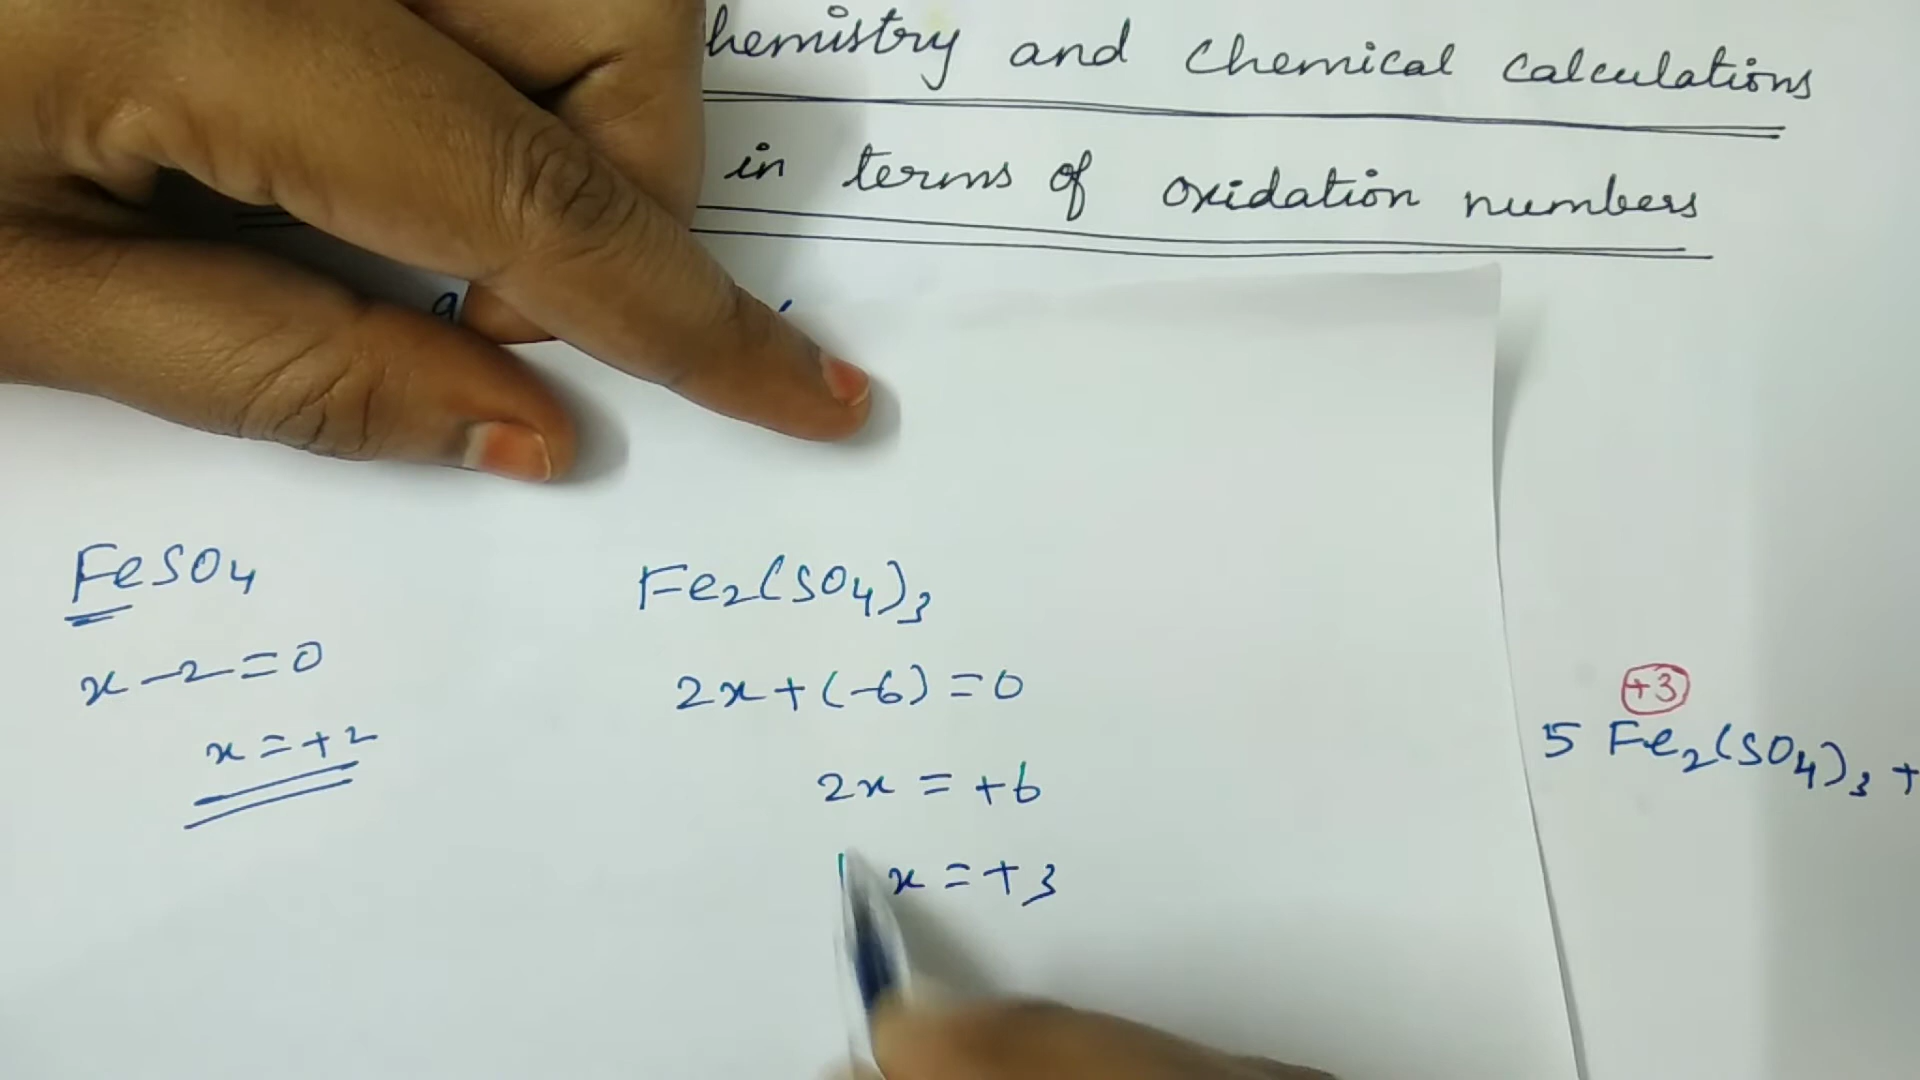 hemistry and Chemical calculations
in terms of oxidation numbers
FeSO4
x - 2 = 0
x = +2
Fe2(SO4)3
2x + (-6) = 0
2x = +6
x = +3
+3
5 Fe2(SO4)3 +